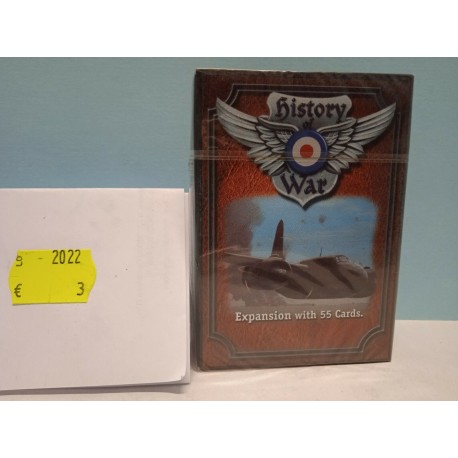 History
of
War
Expansion with 55 Cards.
- 2022
€ 3